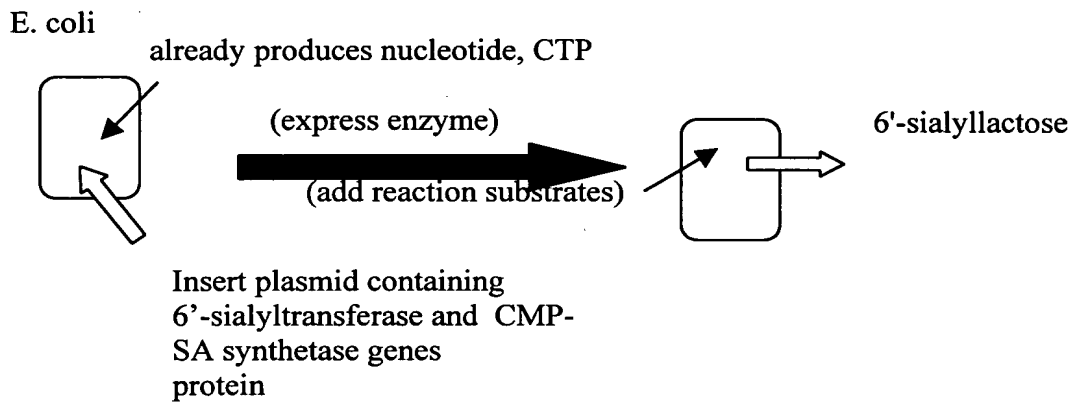 E. coli
already produces nucleotide, CTP
(express enzyme)
(add reaction substrates)
6'-sialyllactose
Insert plasmid containing
6’-sialyltransferase and CMP-
SA synthetase genes
protein